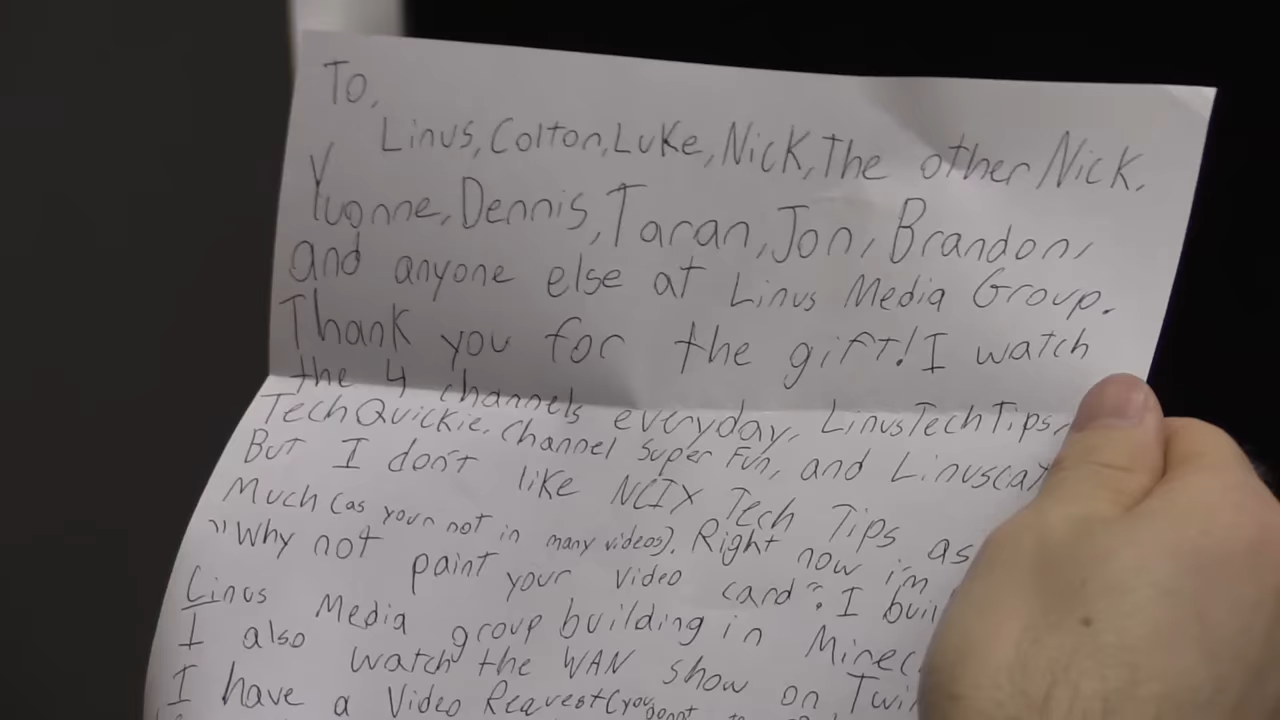 To,
Linus, Colton, Luke, Nick, The other Nick,
Yvonne, Dennis, Taran, Jon, Brandon,
and anyone else at Linus Media Group.
Thank you for the gift! I watch
the 4 channels everyday, LinusTechTips,
TechQuickie, Channel Super Fun, and Linuscat
But I don't like NCIX Tech Tips as
Much (as your not in many videos). Right now i'm
"Why not paint your video card"? I buil
Linus Media group building in Minec
I also watch the WAN show on Twi
I have a Video Request (you dont to